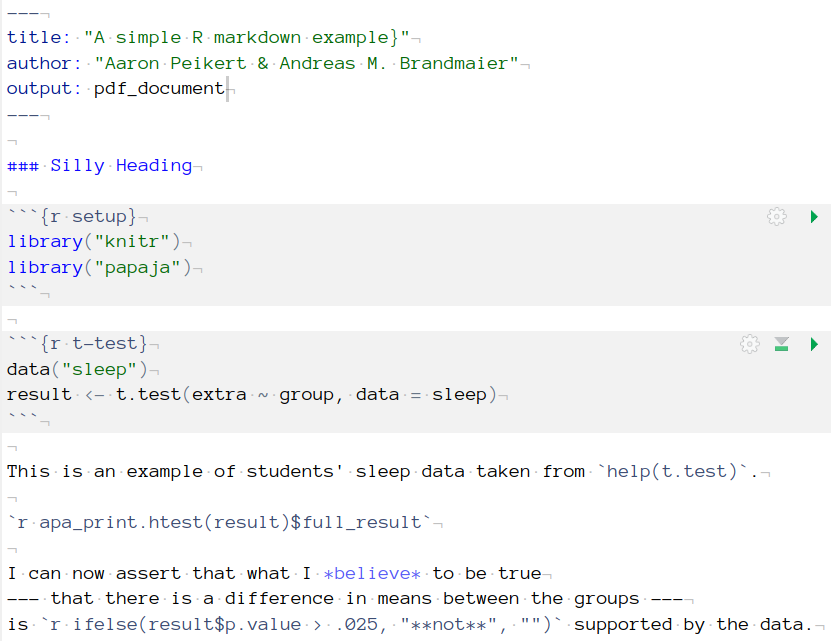 ---
title: "A simple R markdown example}"
author: "Aaron Peikert & Andreas M. Brandmaier"
output: pdf_document
---
### Silly Heading
```{r setup}
library("knitr")
library("papaja")
```
```{r t-test}
data("sleep")
result <- t.test(extra ~ group, data = sleep)
```
This is an example of students' sleep data taken from `help(t.test)`.
`r apa_print.htest(result)$full_result`
I can now assert that what I *believe* to be true
--- that there is a difference in means between the groups ---
is `r ifelse(result$p.value > .025, "**not**", "")` supported by the data.